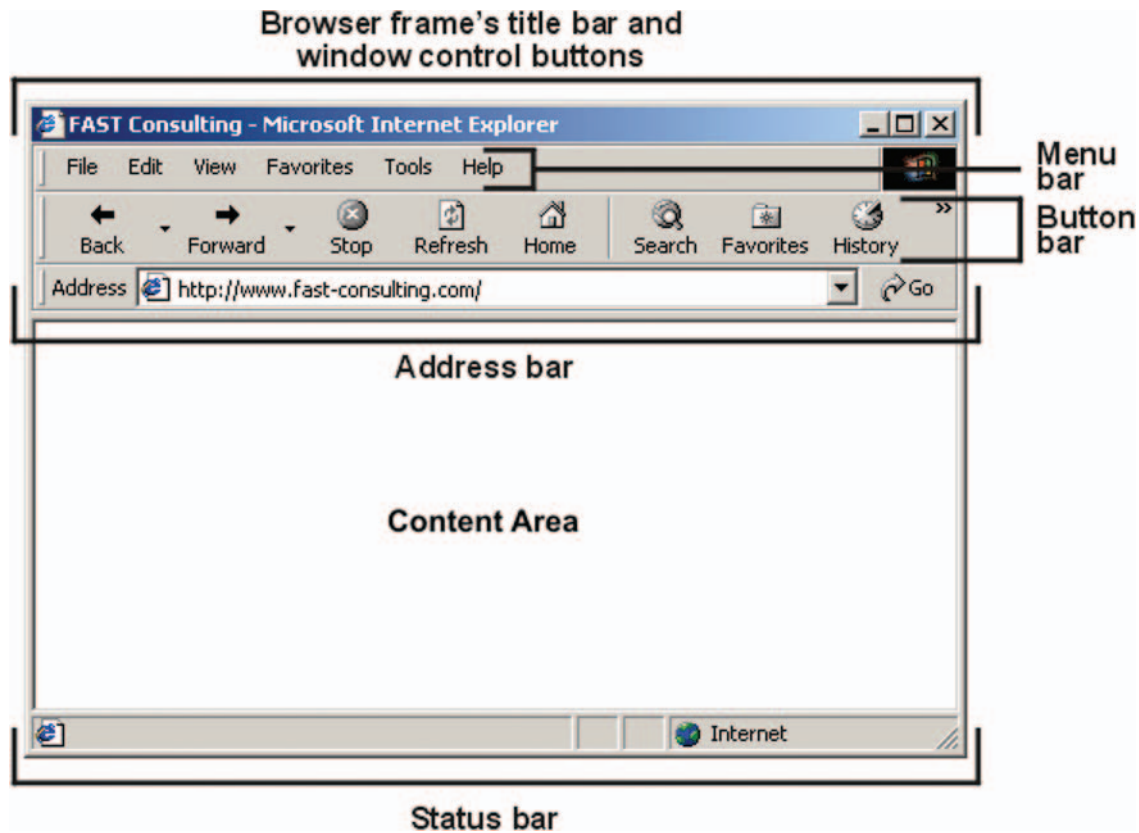 Browser frame's title bar and
window control buttons
FAST Consulting - Microsoft Internet Explorer
File Edit View Favorites Tools Help
Menu
bar
Back Forward Stop Refresh Home Search Favorites History »
Button
bar
Address http://www.fast-consulting.com/ Go
Address bar
Content Area
Internet
Status bar